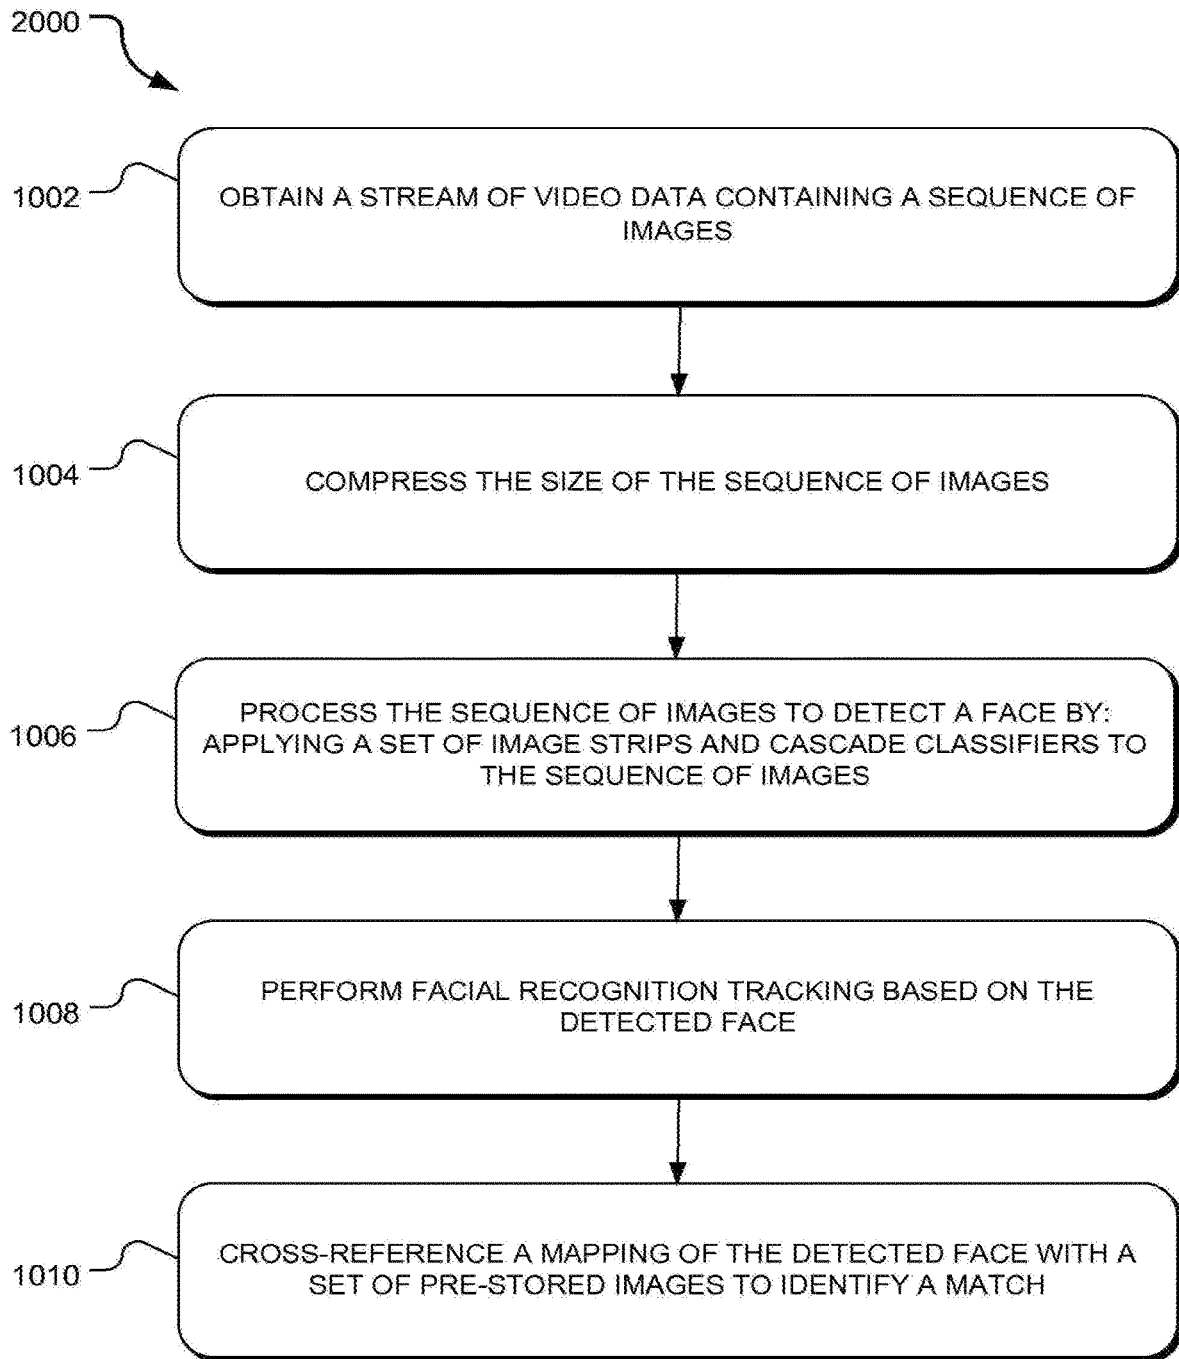 2000
1002
OBTAIN A STREAM OF VIDEO DATA CONTAINING A SEQUENCE OF
IMAGES
1004
COMPRESS THE SIZE OF THE SEQUENCE OF IMAGES
1006
PROCESS THE SEQUENCE OF IMAGES TO DETECT A FACE BY:
APPLYING A SET OF IMAGE STRIPS AND CASCADE CLASSIFIERS TO
THE SEQUENCE OF IMAGES
1008
PERFORM FACIAL RECOGNITION TRACKING BASED ON THE
DETECTED FACE
1010
CROSS-REFERENCE A MAPPING OF THE DETECTED FACE WITH A
SET OF PRE-STORED IMAGES TO IDENTIFY A MATCH